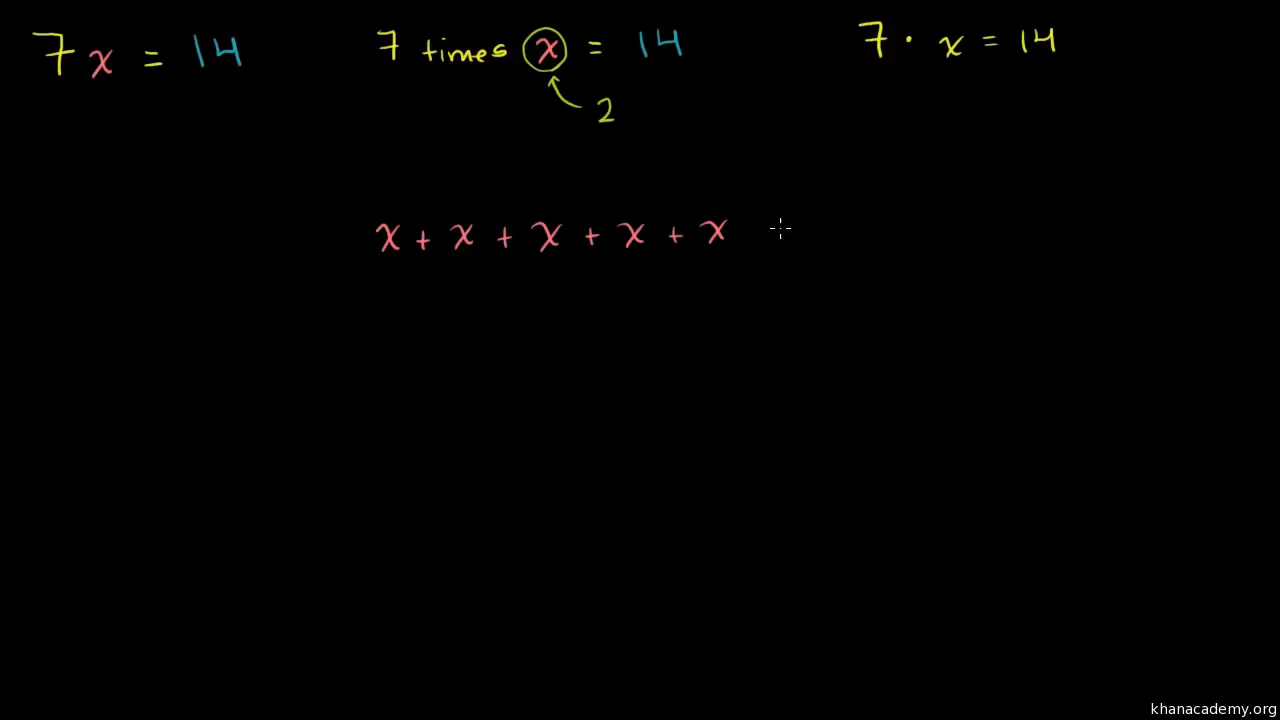 7x = 14 7 times x = 14 7 · x = 14
2
x + x + x + x + x
khanacademy.org